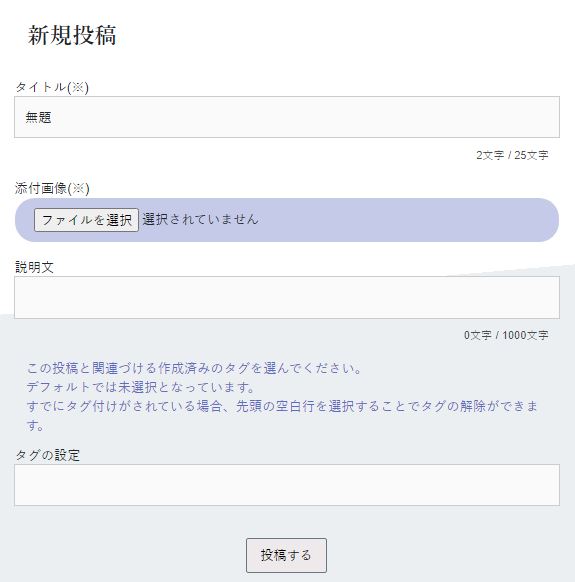 新規投稿
タイトル(※)
無題
2文字 / 25文字
添付画像(※)
ファイルを選択 選択されていません
説明文
0文字 / 1000文字
この投稿と関連づける作成済みのタグを選んでください。
デフォルトでは未選択となっています。
すでにタグ付けがされている場合、先頭の空白行を選択することでタグの解除ができま
す。
タグの設定
投稿する